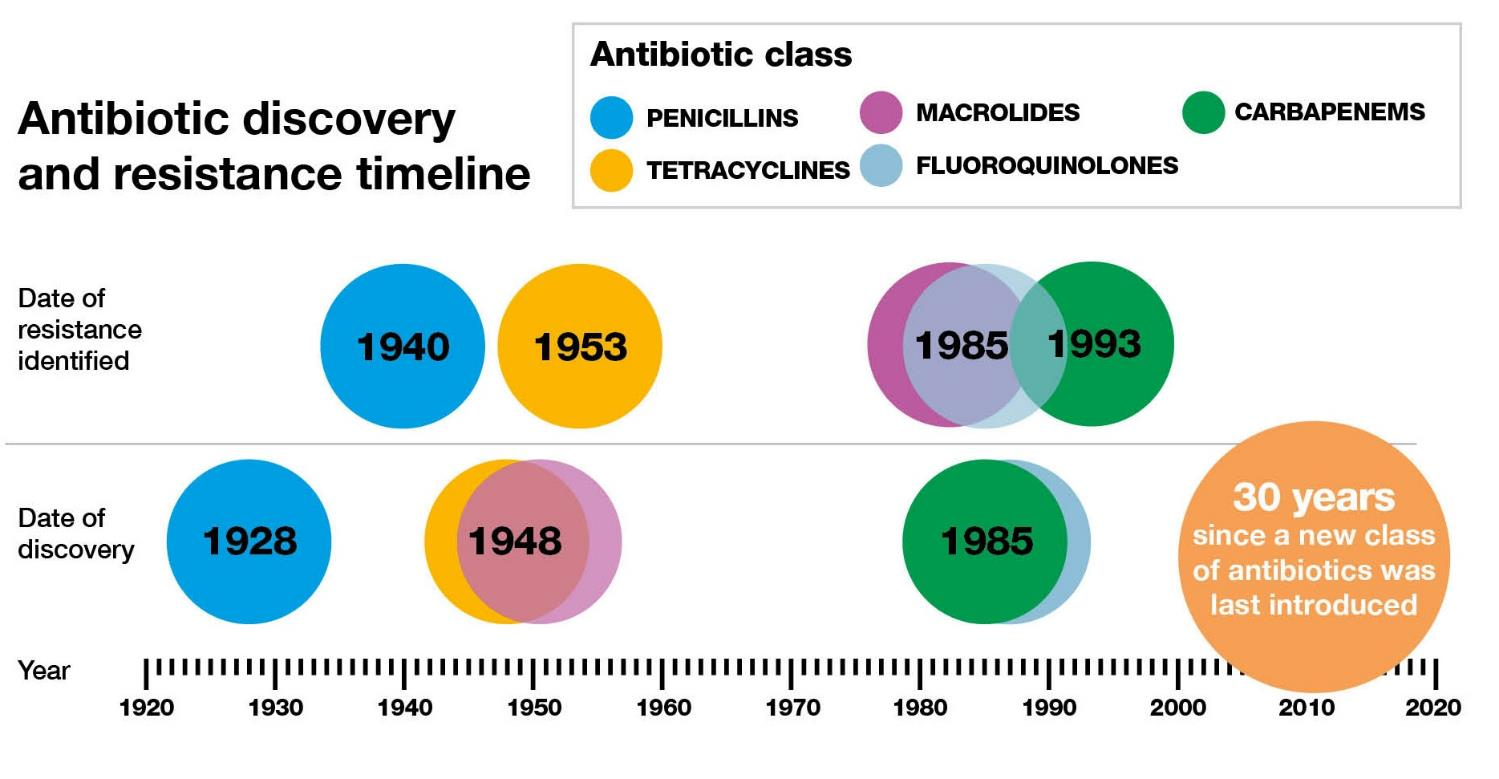 Antibiotic discovery
and resistance timeline
Antibiotic class
PENICILLINS
MACROLIDES
CARBAPENEMS
TETRACYCLINES
FLUOROQUINOLONES
Date of
resistance
identified
1940
1953
1985
1993
Date of
discovery
1928
1948
1985
30 years
since a new class
of antibiotics was
last introduced
Year
1920 1930 1940 1950 1960 1970 1980 1990 2000 2010 2020